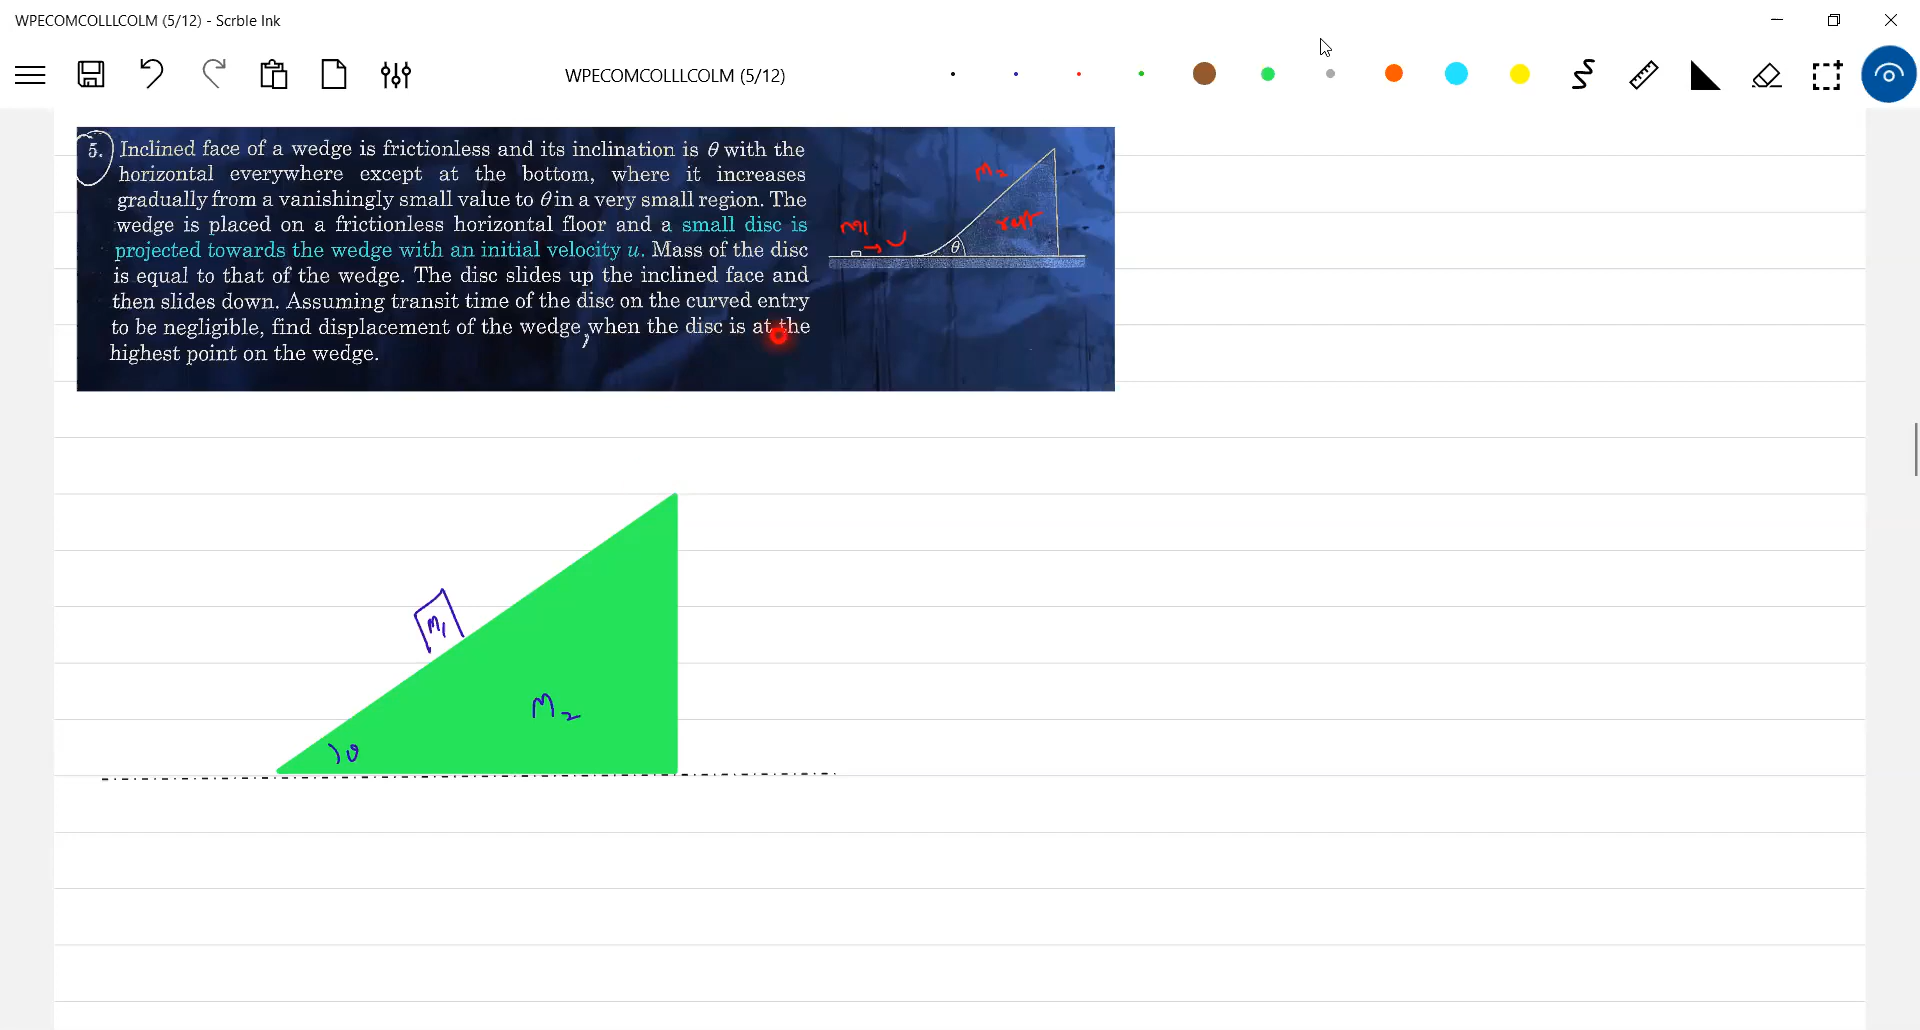 WPECOMCOLLLCOLM (5/12) - Scrble Ink
WPECOMCOLLLCOLM (5/12)
5. Inclined face of a wedge is frictionless and its inclination is θ with the
horizontal everywhere except at the bottom, where it increases
gradually from a vanishingly small value to θ in a very small region. The
wedge is placed on a frictionless horizontal floor and a small disc is
projected towards the wedge with an initial velocity u. Mass of the disc
is equal to that of the wedge. The disc slides up the inclined face and
then slides down. Assuming transit time of the disc on the curved entry
to be negligible, find displacement of the wedge, when the disc is at the
highest point on the wedge.
M2
M1
θ
M1
M2
θ